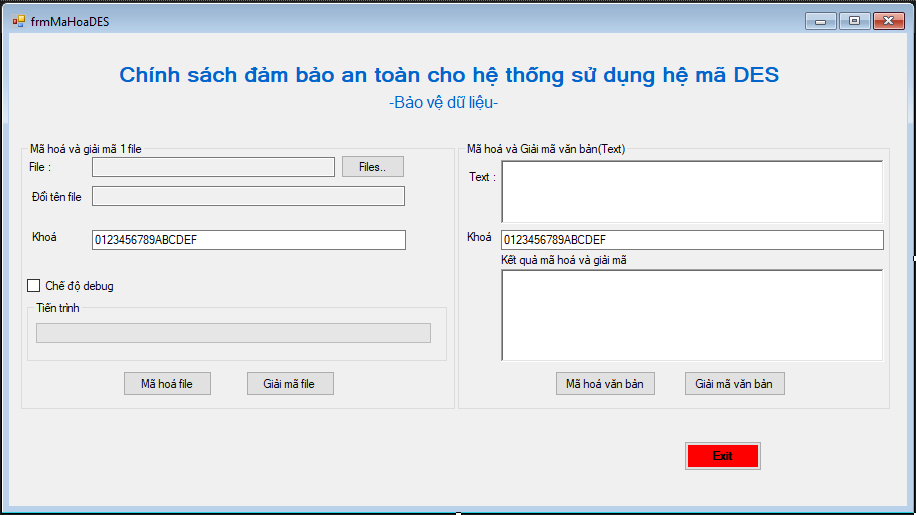 frmMaHoaDES
Chính sách đảm bảo an toàn cho hệ thống sử dụng hệ mã DES
-Bảo vệ dữ liệu-
Mã hoá và giải mã 1 file
File :
Files..
Đổi tên file
Khoá
0123456789ABCDEF
Chế độ debug
Tiến trình
Mã hoá file
Giải mã file
Mã hoá và Giải mã văn bản(Text)
Text :
Khoá
0123456789ABCDEF
Kết quả mã hoá và giải mã
Mã hoá văn bản
Giải mã văn bản
Exit